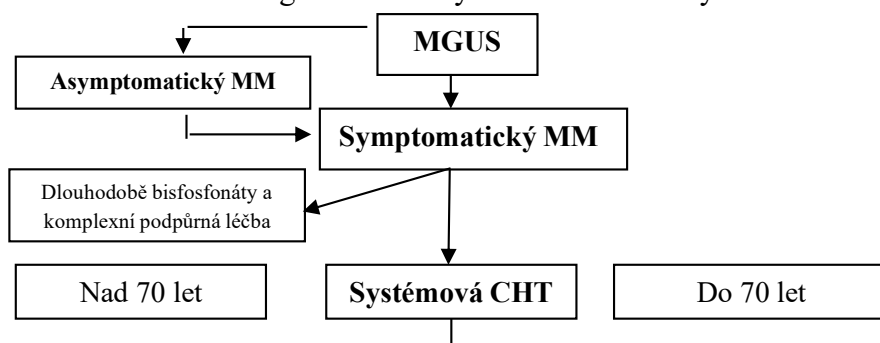 MGUS
Asymptomatický MM
Symptomatický MM
Dlouhodobě bisfosfonáty a
komplexní podpůrná léčba
Nad 70 let
Systémová CHT
Do 70 let